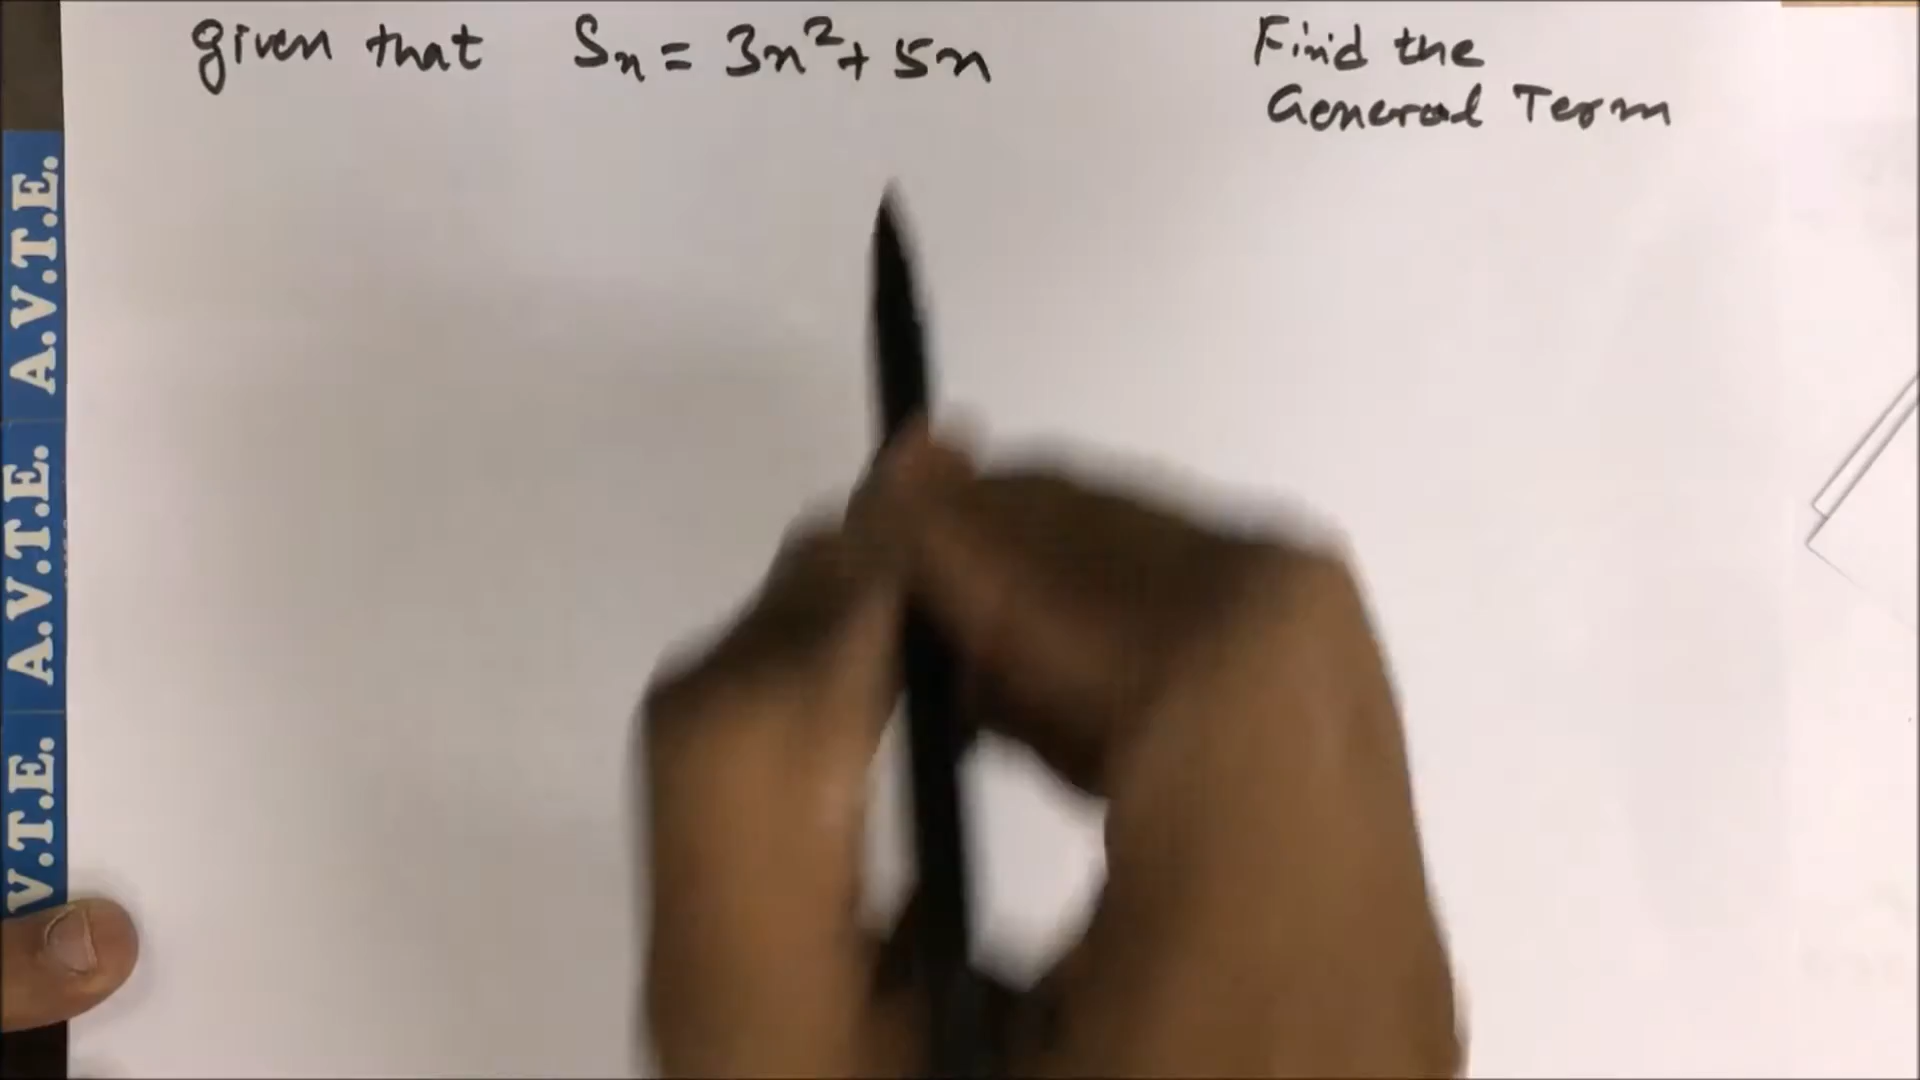 given that Sₙ = 3n² + 5n
Find the
General Term
A.V.T.E.
A.V.T.E.
V.T.E.